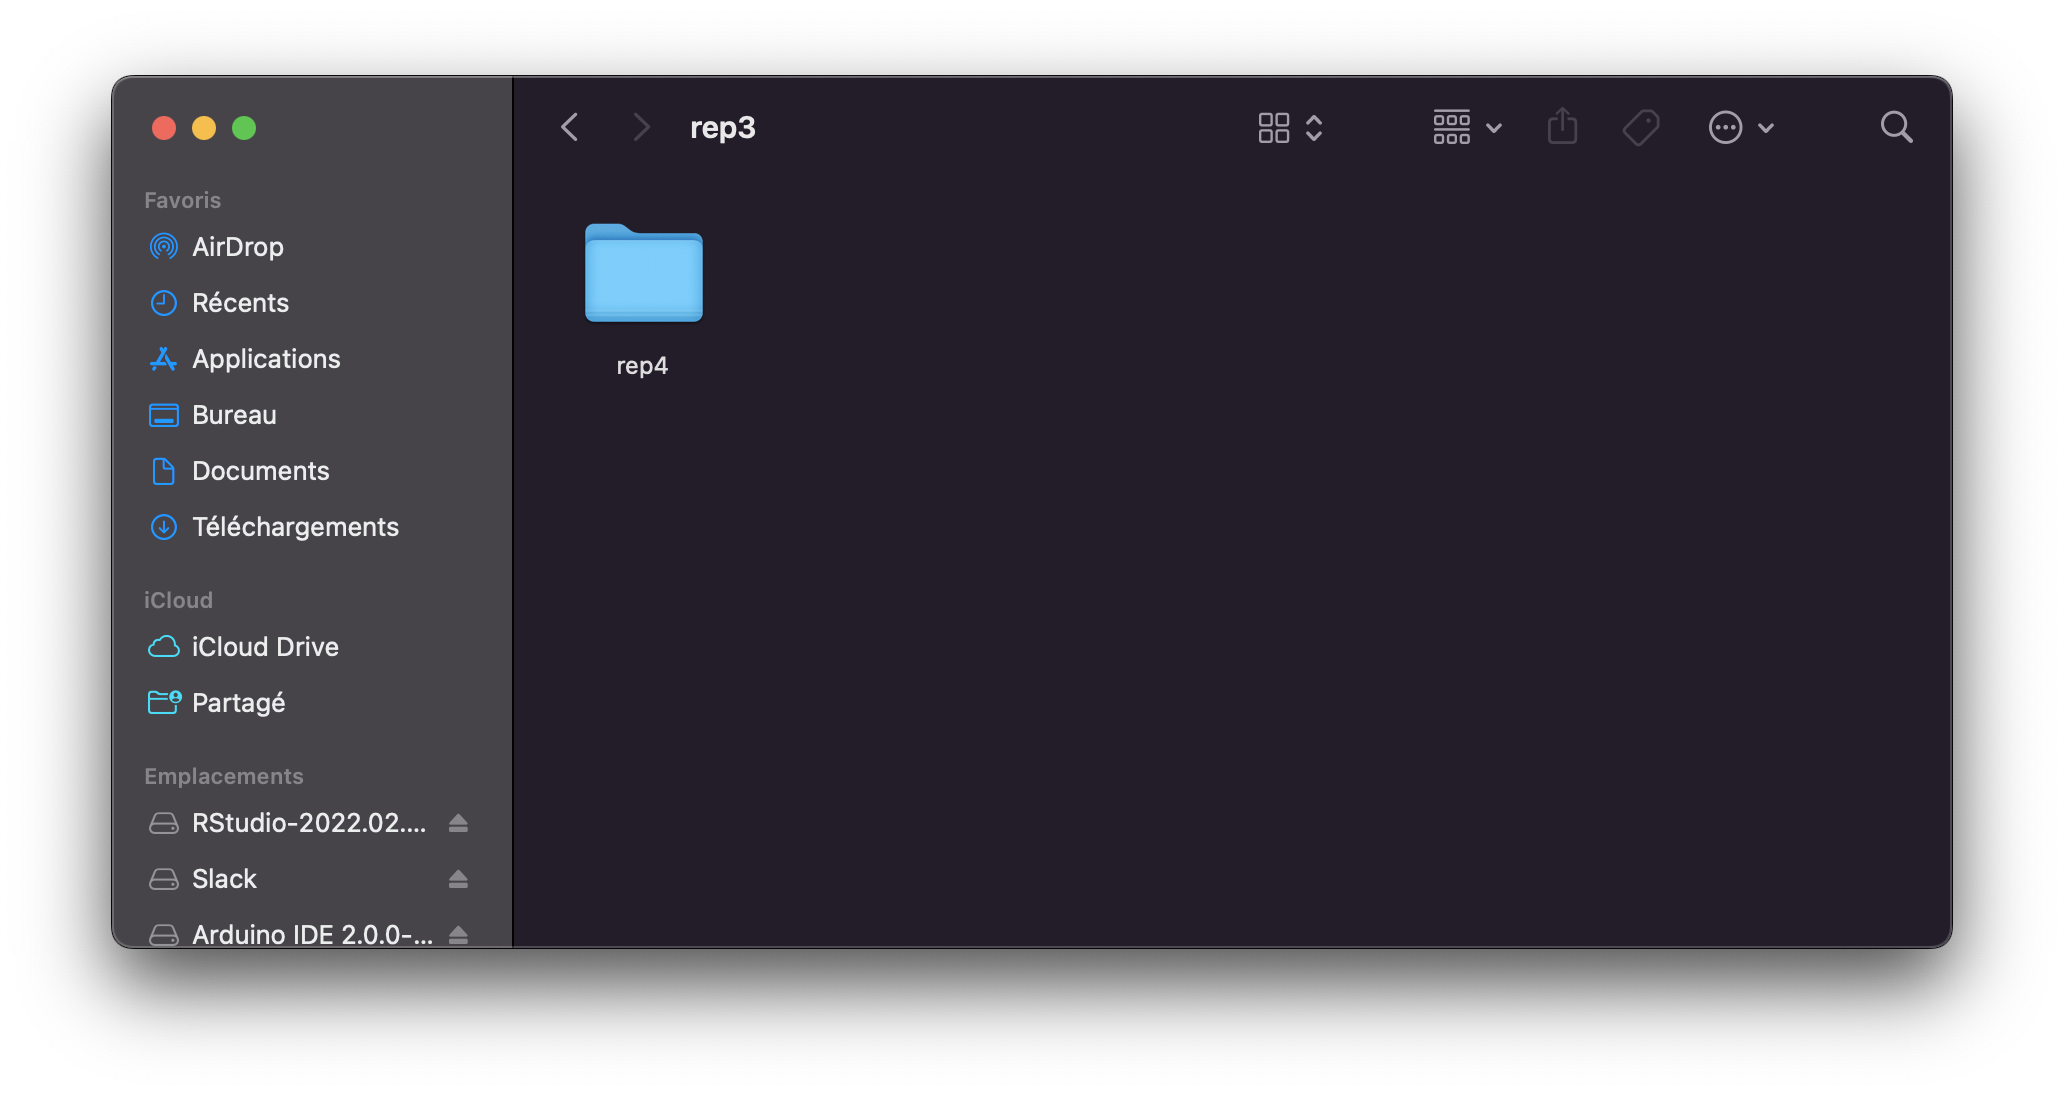 rep3
Favoris
AirDrop
Récents
Applications
Bureau
Documents
Téléchargements
iCloud
iCloud Drive
Partagé
Emplacements
RStudio-2022.02....
Slack
Arduino IDE 2.0.0-...
rep4